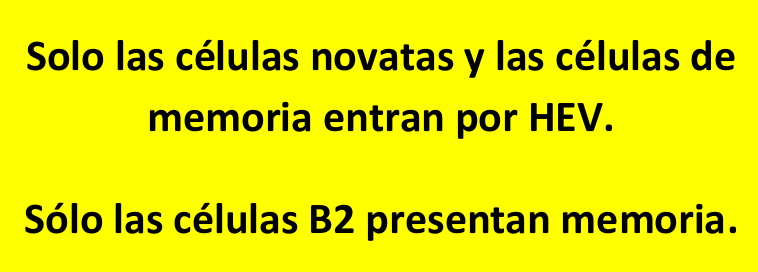 Solo las células novatas y las células de
memoria entran por HEV.
Sólo las células B2 presentan memoria.